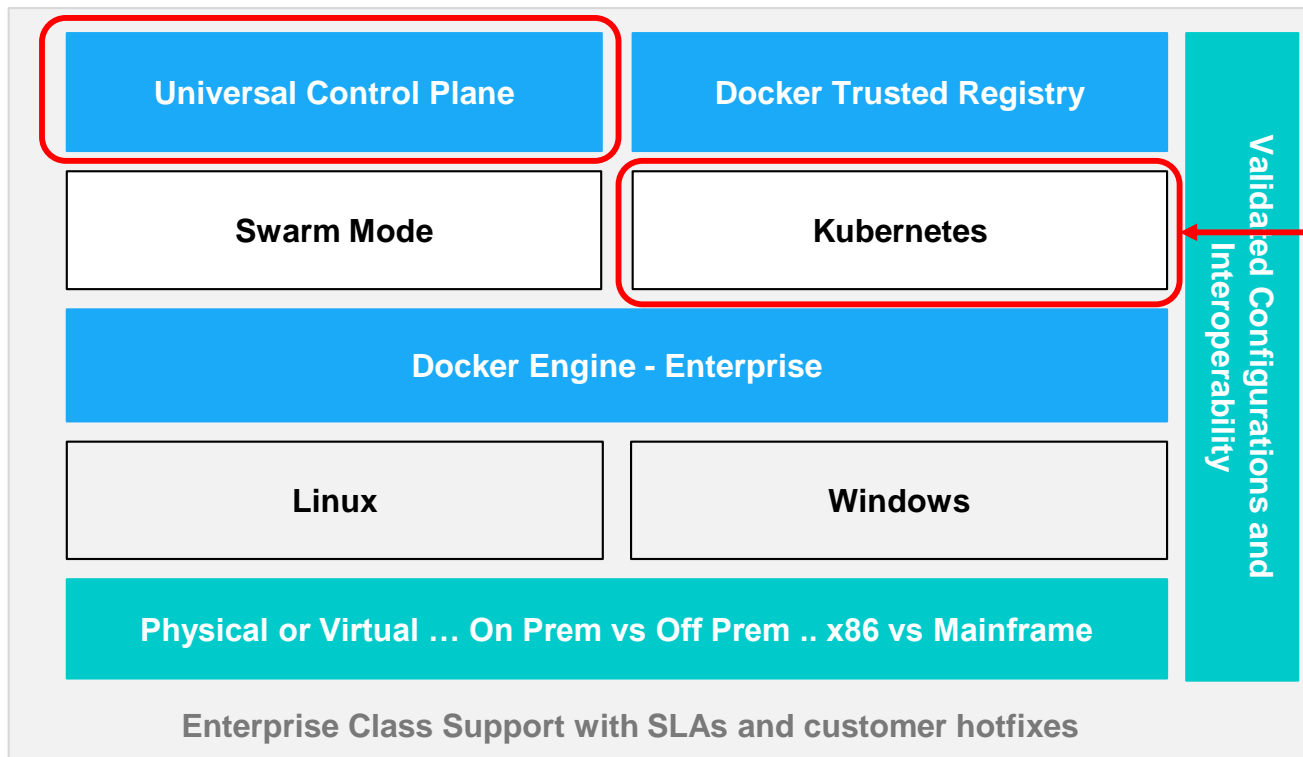 Universal Control Plane
Docker Trusted Registry
Swarm Mode
Kubernetes
Docker Engine - Enterprise
Linux
Windows
Physical or Virtual … On Prem vs Off Prem .. x86 vs Mainframe
Validated Configurations and
Interoperability
Enterprise Class Support with SLAs and customer hotfixes